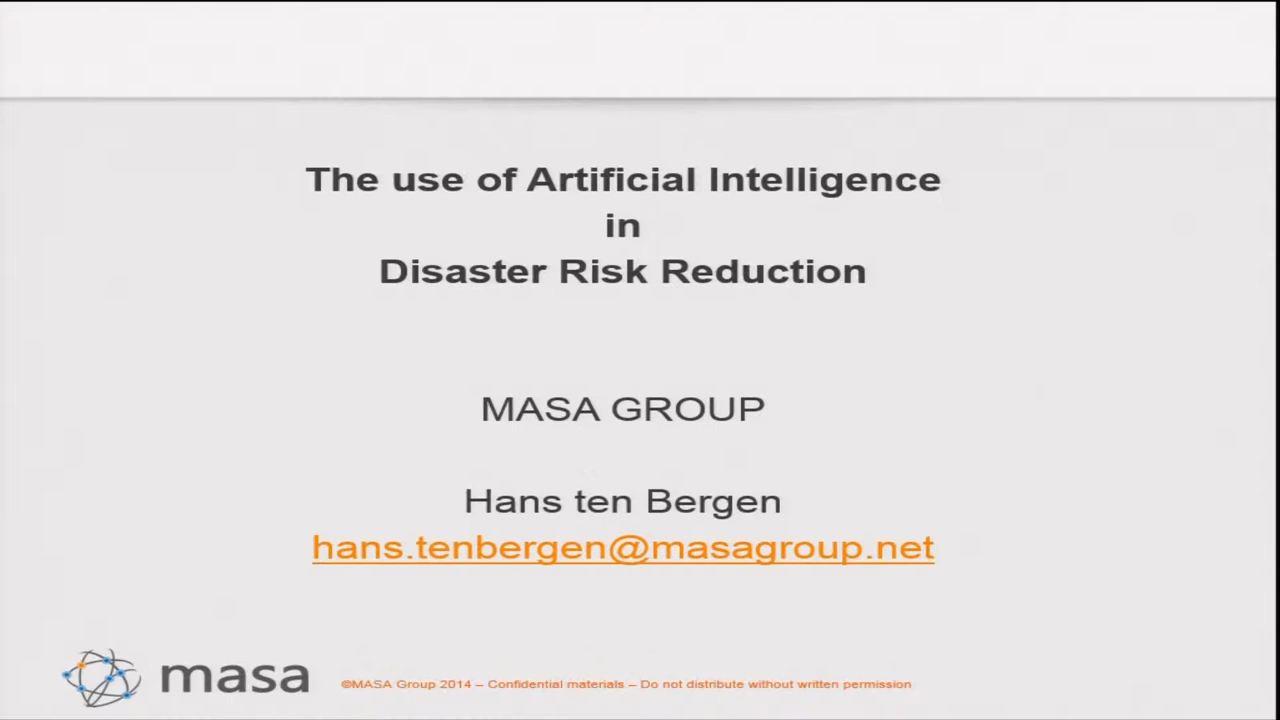 The use of Artificial Intelligence
in
Disaster Risk Reduction
MASA GROUP
Hans ten Bergen
hans.tenbergen@masagroup.net
masa
©MASA Group 2014 – Confidential materials – Do not distribute without written permission